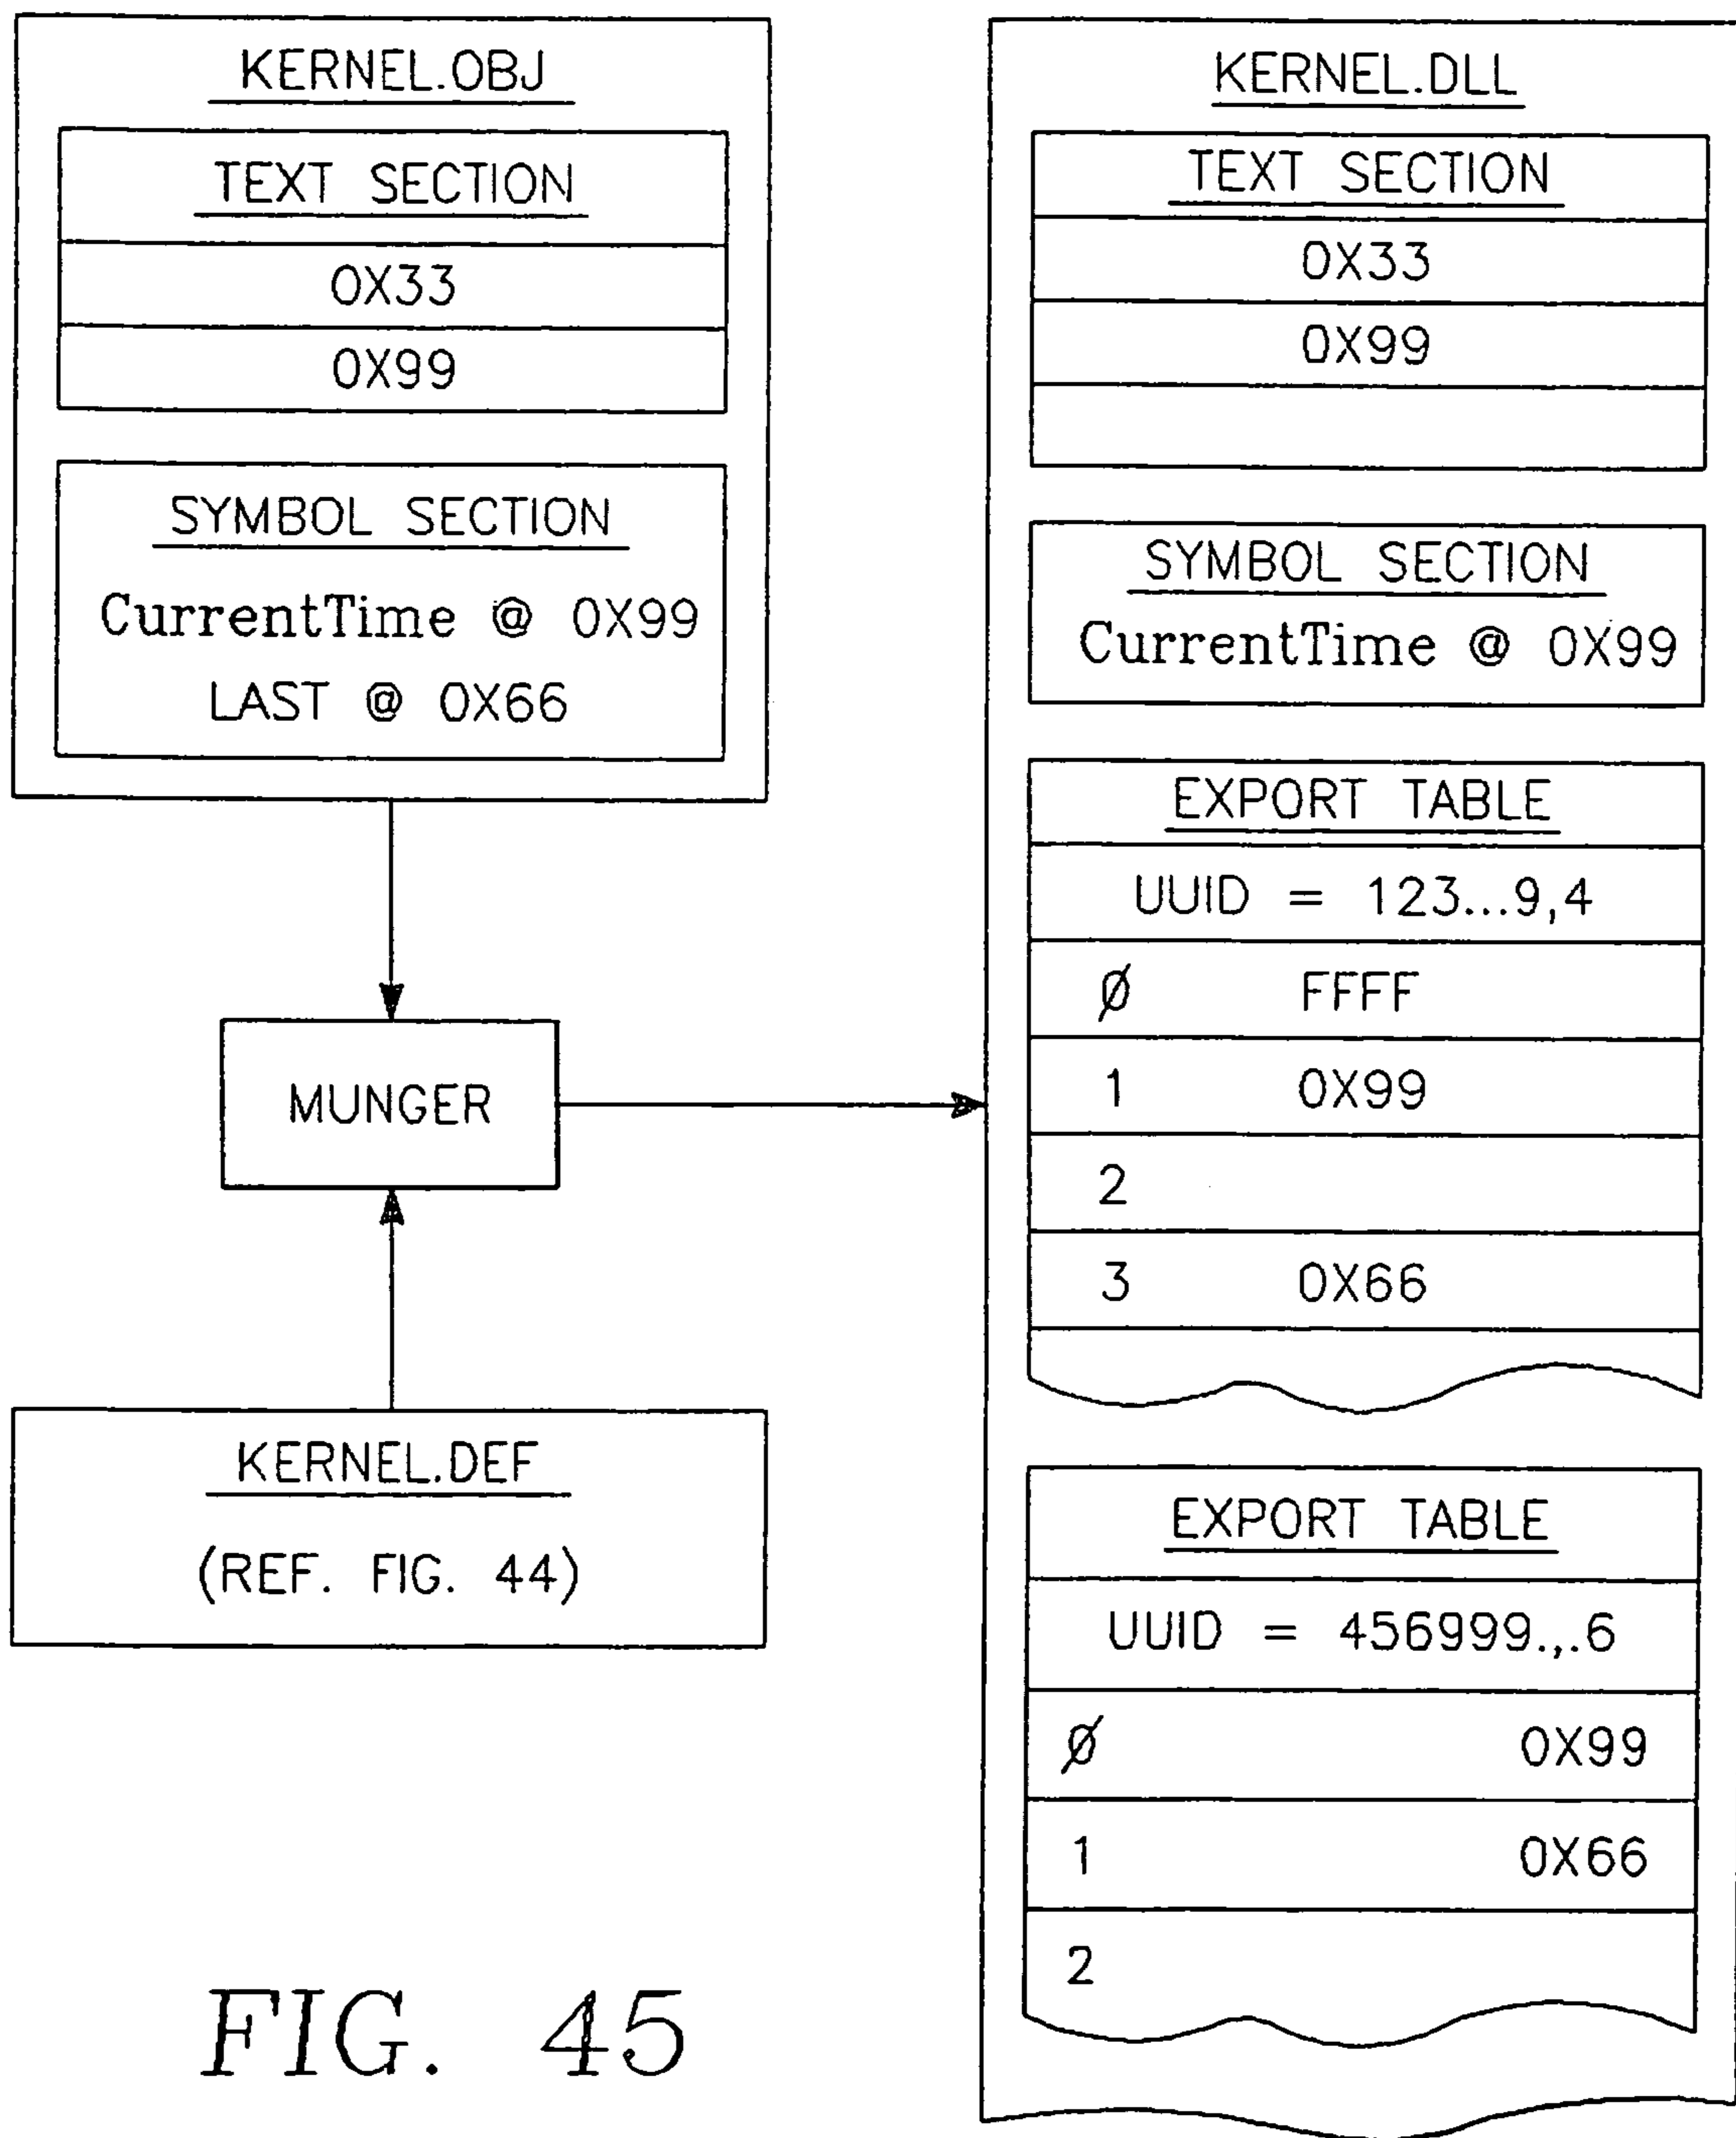 KERNEL.OBJ
TEXT SECTION
0X33
0X99
SYMBOL SECTION
CurrentTime @ 0X99
LAST @ 0X66
MUNGER
KERNEL.DEF
(REF. FIG. 44)
KERNEL.DLL
TEXT SECTION
0X33
0X99
SYMBOL SECTION
CurrentTime @ 0X99
EXPORT TABLE
UUID = 123...9,4
Ø FFFF
1 0X99
2
3 0X66
EXPORT TABLE
UUID = 456999.,.6
Ø 0X99
1 0X66
2
FIG. 45